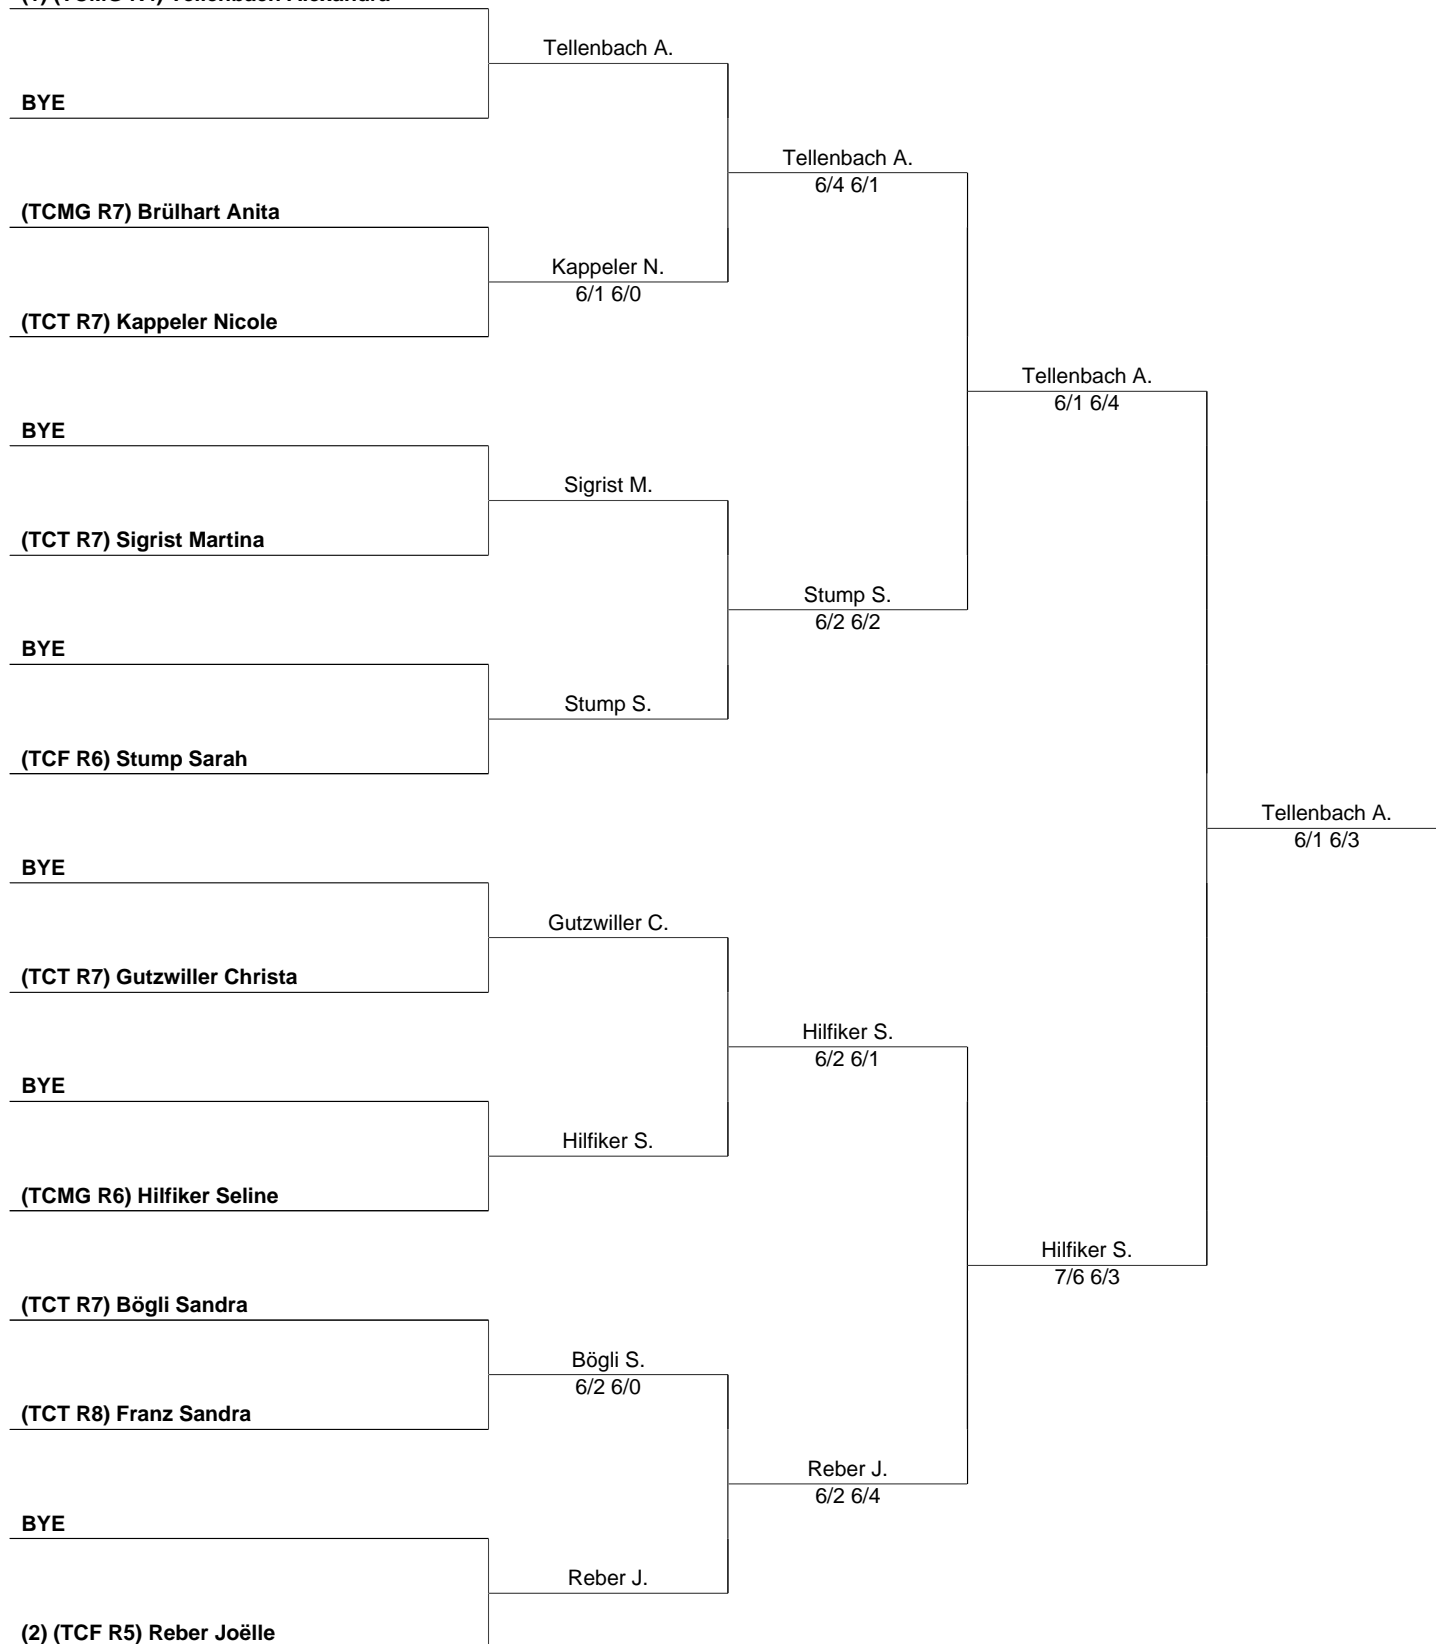 Tellenbach Alexandra
Tellenbach A.
BYE
Tellenbach A.
6/4 6/1
(TCMG R7) Brülhart Anita
Kappeler N.
6/1 6/0
(TCT R7) Kappeler Nicole
Tellenbach A.
6/1 6/4
BYE
Sigrist M.
(TCT R7) Sigrist Martina
Stump S.
6/2 6/2
BYE
Stump S.
(TCF R6) Stump Sarah
Tellenbach A.
6/1 6/3
BYE
Gutzwiller C.
(TCT R7) Gutzwiller Christa
Hilfiker S.
6/2 6/1
BYE
Hilfiker S.
(TCMG R6) Hilfiker Seline
Hilfiker S.
7/6 6/3
(TCT R7) Bögli Sandra
Bögli S.
6/2 6/0
(TCT R8) Franz Sandra
Reber J.
6/2 6/4
BYE
Reber J.
(2) (TCF R5) Reber Joëlle